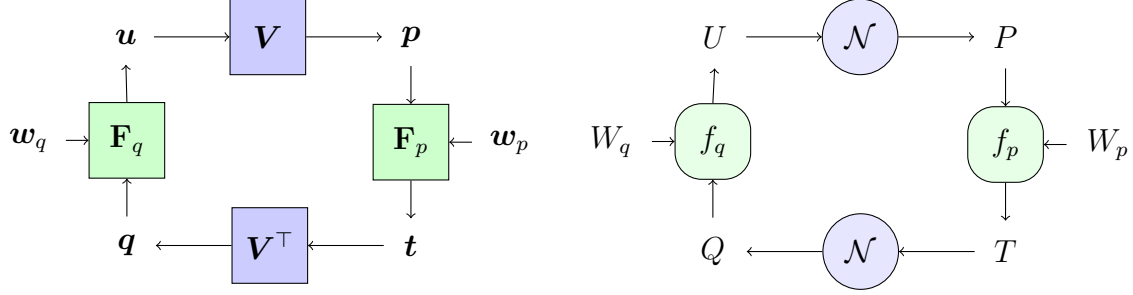 u V p U 𝒩 P
w_q F_q F_p w_p W_q f_q f_p W_p
q V^⊤ t Q 𝒩 T